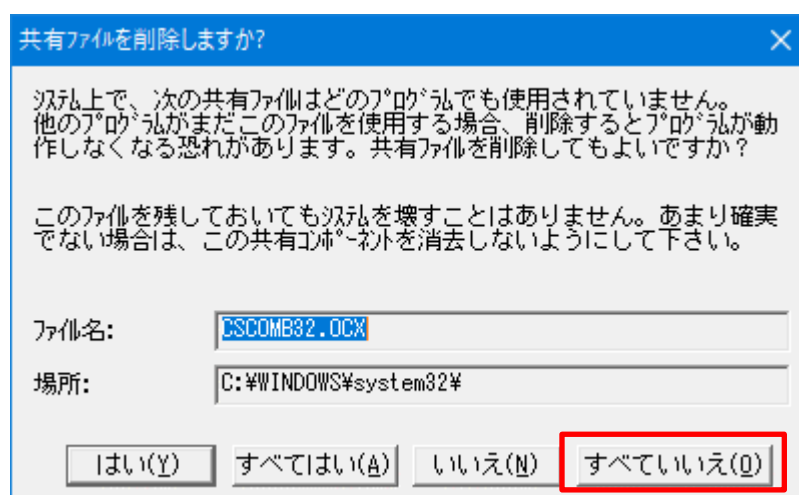 共有ﾌｧｲﾙを削除しますか?
ｼｽﾃﾑ上で、次の共有ﾌｧｲﾙはどのﾌﾟﾛｸﾞﾗﾑでも使用されていません。
他のﾌﾟﾛｸﾞﾗﾑがまだこのﾌｧｲﾙを使用する場合、削除するとﾌﾟﾛｸﾞﾗﾑが動
作しなくなる恐れがあります。共有ﾌｧｲﾙを削除してもよいですか？
このﾌｧｲﾙを残しておいてもｼｽﾃﾑを壊すことはありません。あまり確実
でない場合は、この共有ｺﾝﾎﾟｰﾈﾝﾄを消去しないようにして下さい。
ﾌｧｲﾙ名: CSCOMB32.OCX
場所: C:¥WINDOWS¥system32¥
はい(Y) すべてはい(A) いいえ(N) すべていいえ(O)